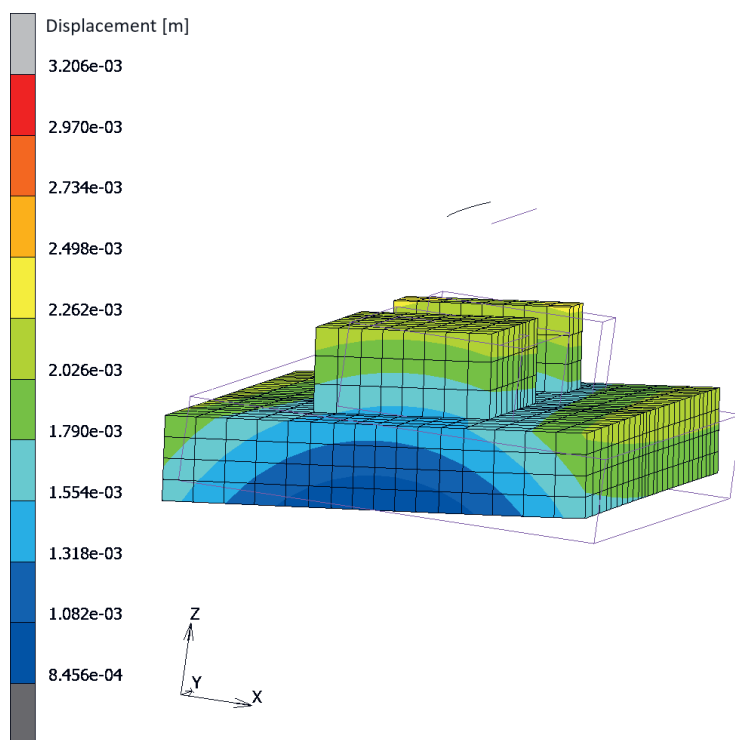 Displacement [m]
3.206e-03
2.970e-03
2.734e-03
2.498e-03
2.262e-03
2.026e-03
1.790e-03
1.554e-03
1.318e-03
1.082e-03
8.456e-04
Z
Y
X